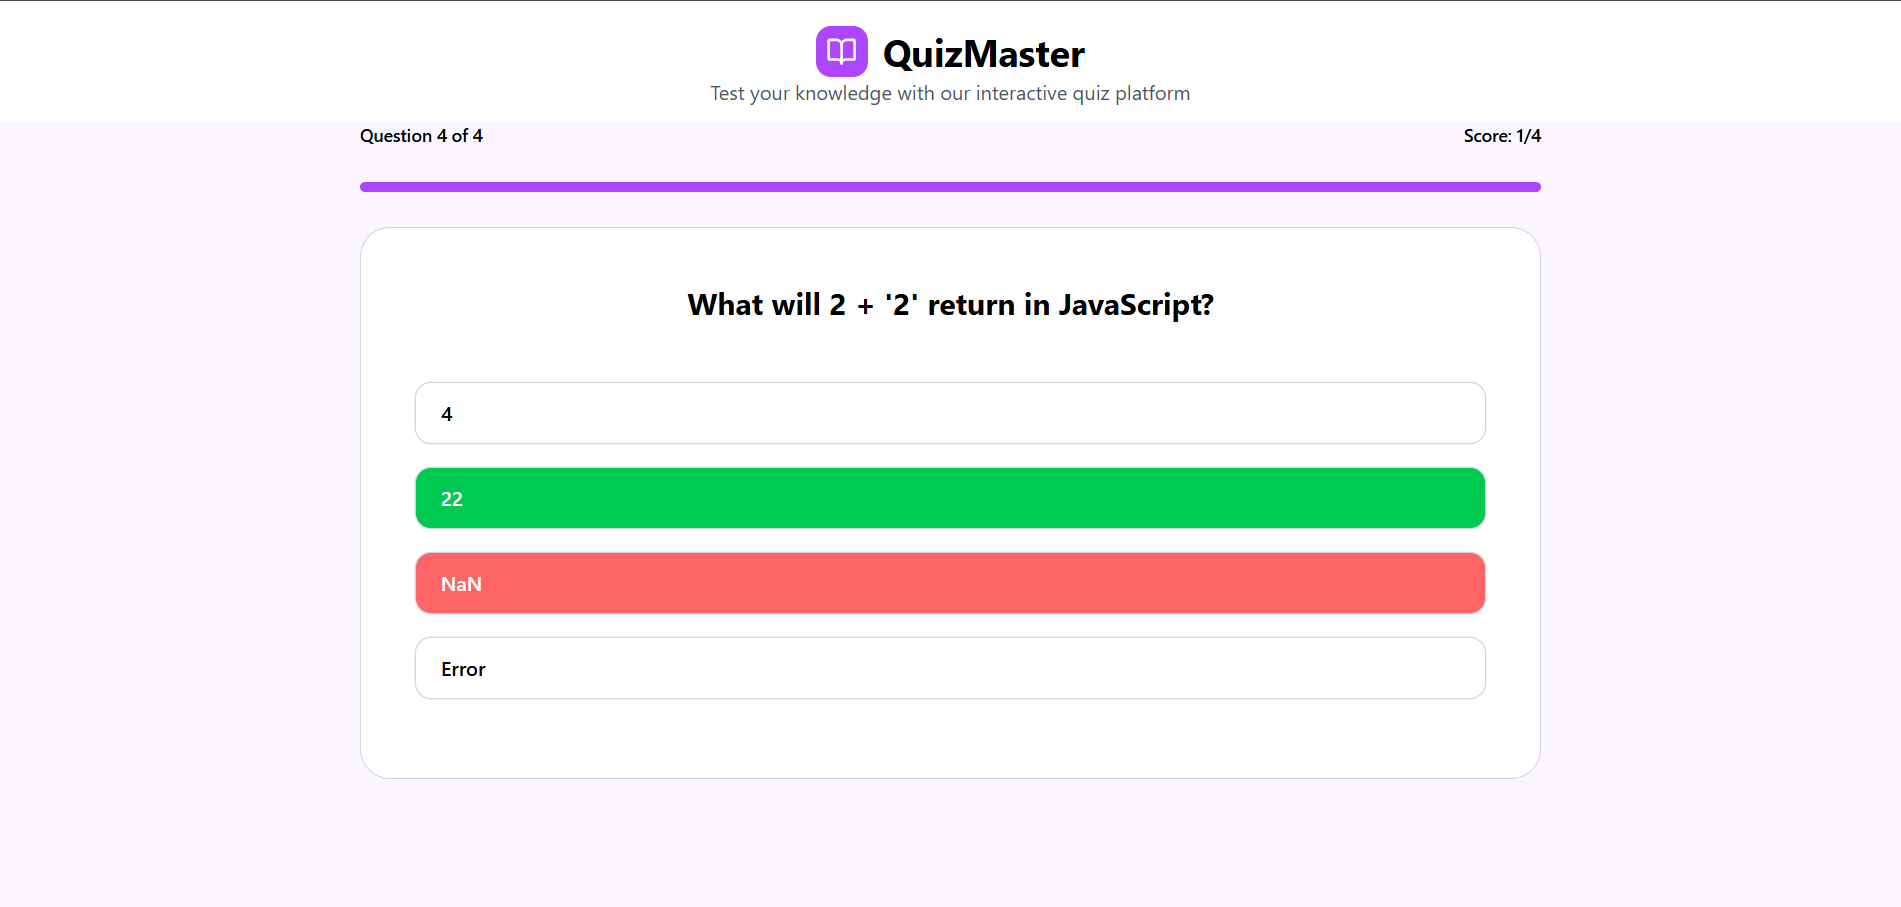 QuizMaster
Test your knowledge with our interactive quiz platform
Question 4 of 4
Score: 1/4
What will 2 + '2' return in JavaScript?
4
22
NaN
Error